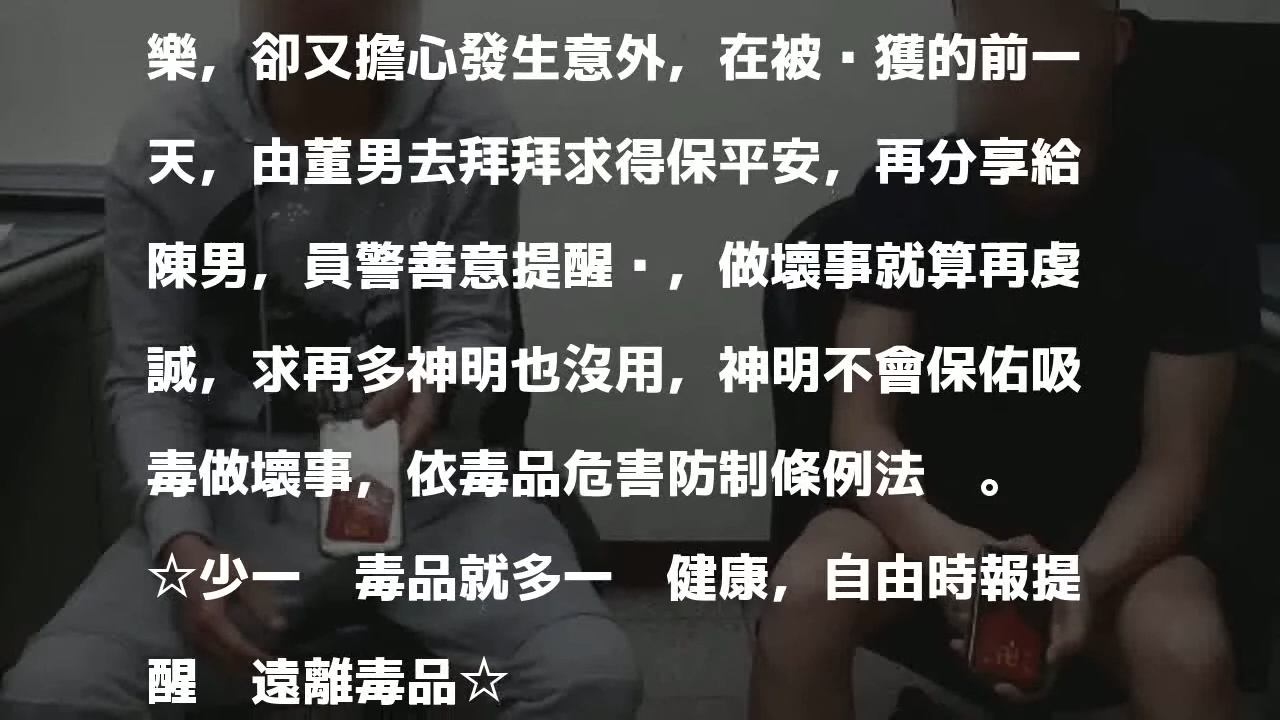 樂，卻又擔心發生意外，在被·獲的前一
天，由董男去拜拜求得保平安，再分享給
陳男，員警善意提醒·，做壞事就算再虔
誠，求再多神明也沒用，神明不會保佑吸
毒做壞事，依毒品危害防制條例法　。
☆少一　毒品就多一　健康，自由時報提
醒　遠離毒品☆